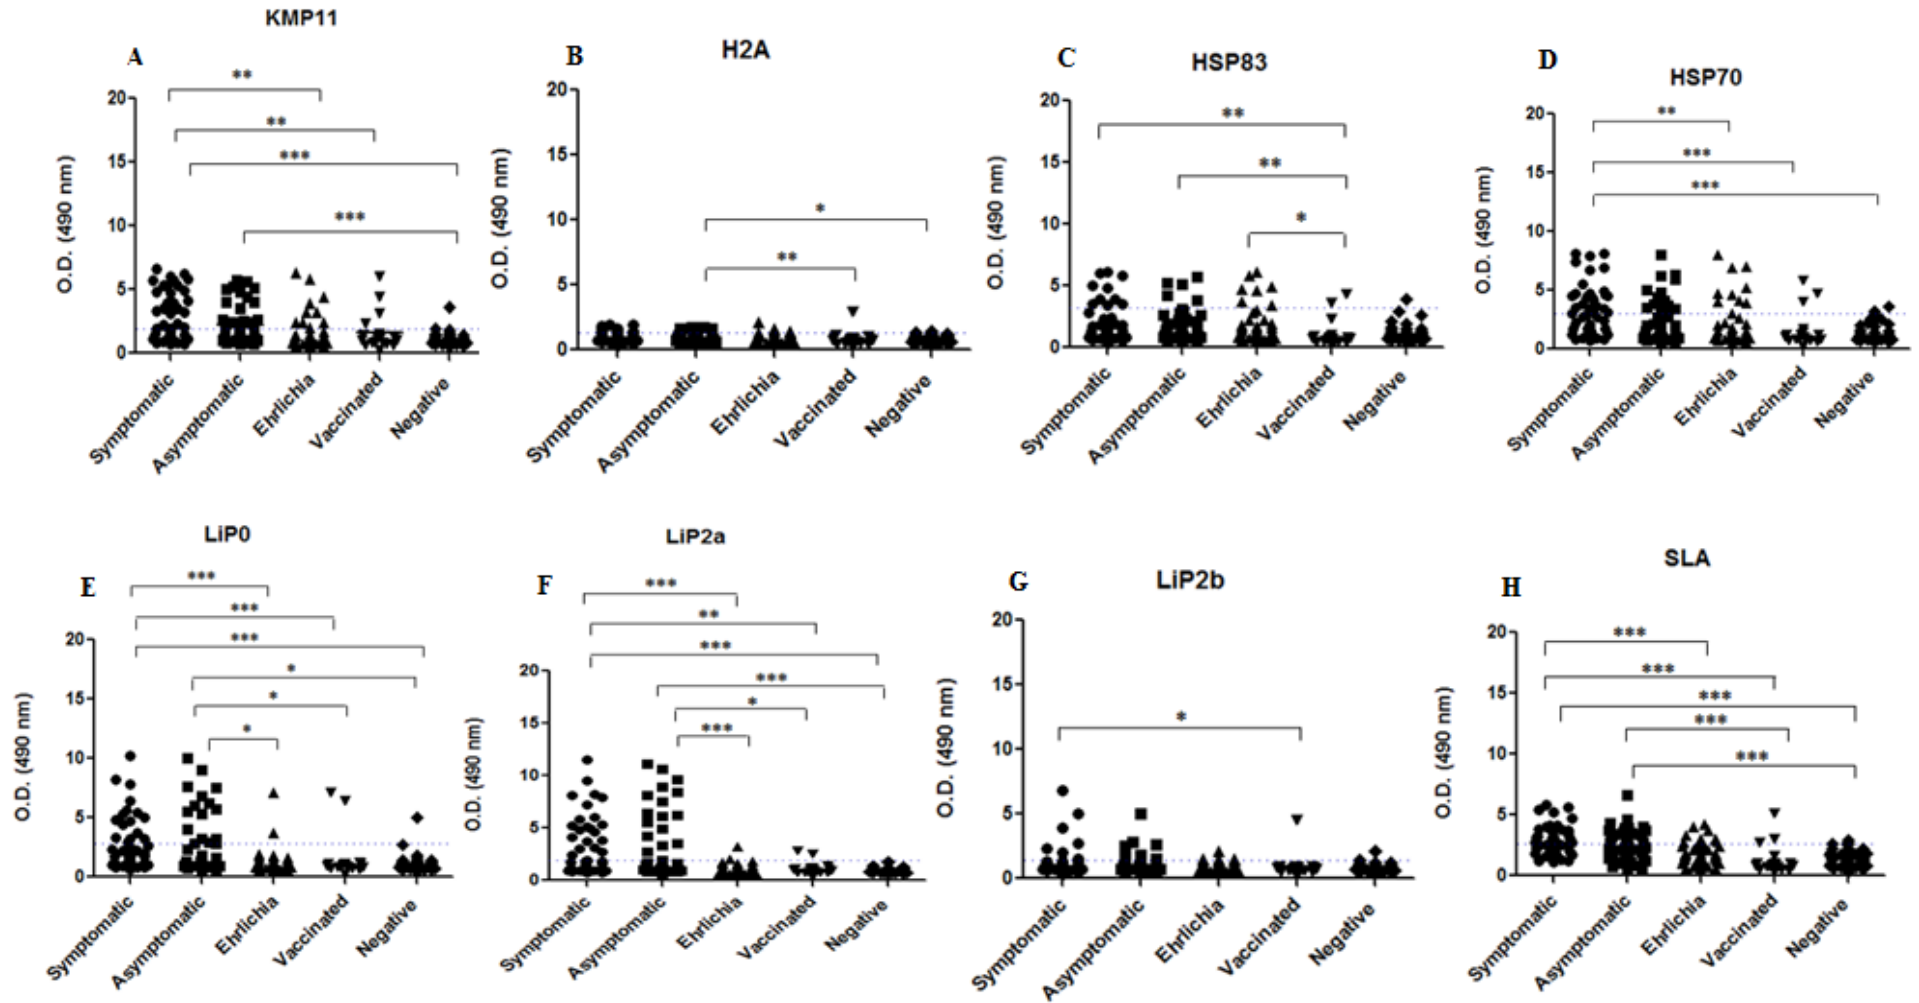 KMP11
A
**
**
***
***
20
15
10
5
0
O.D. (490 nm)
Symptomatic
Asymptomatic
Ehrlichia
Vaccinated
Negative
H2A
B
*
**
20
15
10
5
0
O.D. (490 nm)
Symptomatic
Asymptomatic
Ehrlichia
Vaccinated
Negative
HSP83
C
**
**
*
20
15
10
5
0
O.D. (490 nm)
Symptomatic
Asymptomatic
Ehrlichia
Vaccinated
Negative
HSP70
D
**
***
***
20
15
10
5
0
O.D. (490 nm)
Symptomatic
Asymptomatic
Ehrlichia
Vaccinated
Negative
LiP0
E
***
***
***
*
*
*
20
15
10
5
0
O.D. (490 nm)
Symptomatic
Asymptomatic
Ehrlichia
Vaccinated
Negative
LiP2a
F
***
**
***
***
*
***
20
15
10
5
0
O.D. (490 nm)
Symptomatic
Asymptomatic
Ehrlichia
Vaccinated
Negative
LiP2b
G
*
20
15
10
5
0
O.D. (490 nm)
Symptomatic
Asymptomatic
Ehrlichia
Vaccinated
Negative
SLA
H
***
***
***
***
***
20
15
10
5
0
O.D. (490 nm)
Symptomatic
Asymptomatic
Ehrlichia
Vaccinated
Negative